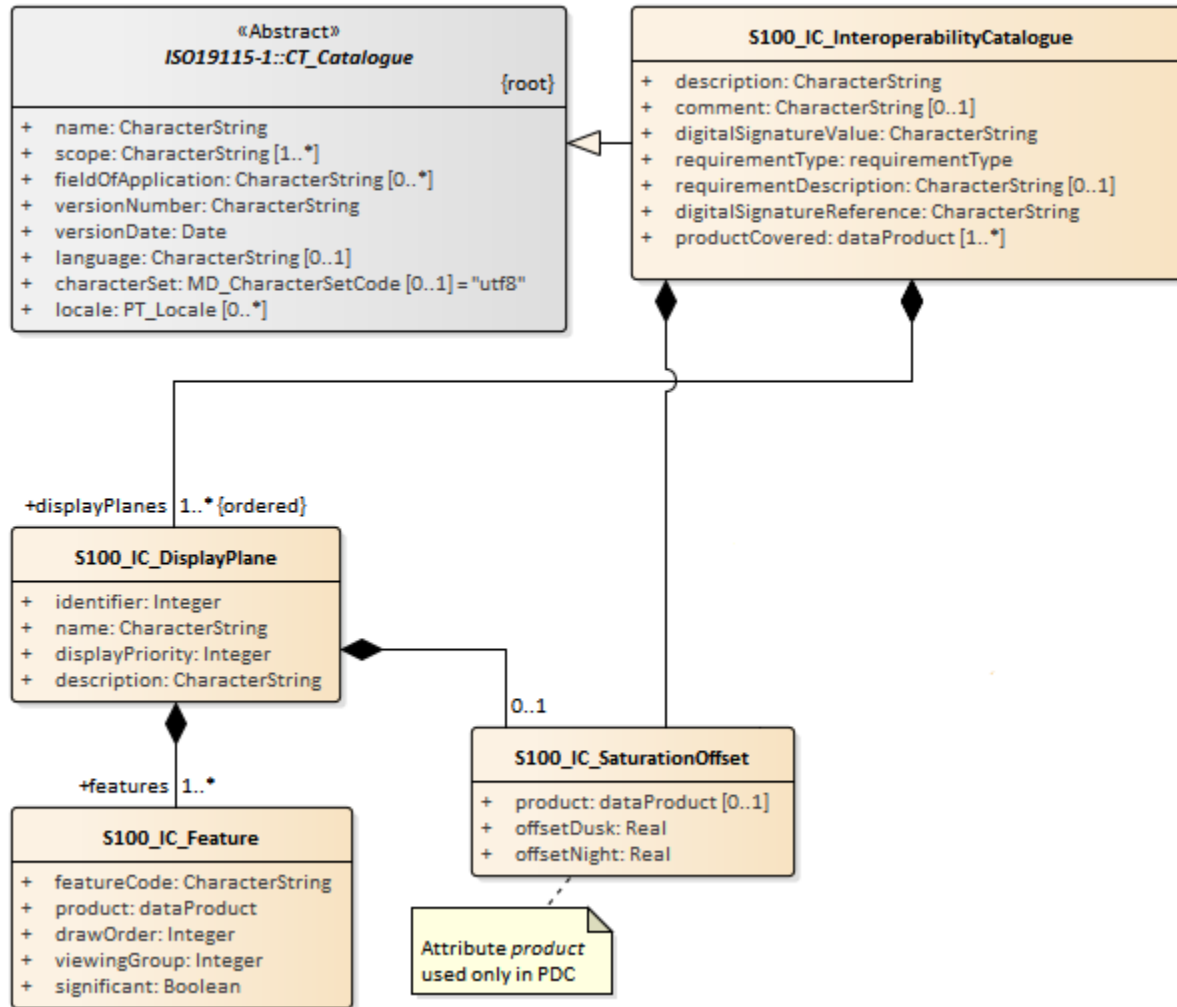 «Abstract»
ISO19115-1::CT_Catalogue
{root}
+ name: CharacterString
+ scope: CharacterString [1..*]
+ fieldOfApplication: CharacterString [0..*]
+ versionNumber: CharacterString
+ versionDate: Date
+ language: CharacterString [0..1]
+ characterSet: MD_CharacterSetCode [0..1] = "utf8"
+ locale: PT_Locale [0..*]
S100_IC_InteroperabilityCatalogue
+ description: CharacterString
+ comment: CharacterString [0..1]
+ digitalSignatureValue: CharacterString
+ requirementType: requirementType
+ requirementDescription: CharacterString [0..1]
+ digitalSignatureReference: CharacterString
+ productCovered: dataProduct [1..*]
+displayPlanes 1..* {ordered}
S100_IC_DisplayPlane
+ identifier: Integer
+ name: CharacterString
+ displayPriority: Integer
+ description: CharacterString
0..1
S100_IC_SaturationOffset
+ product: dataProduct [0..1]
+ offsetDusk: Real
+ offsetNight: Real
+features 1..*
S100_IC_Feature
+ featureCode: CharacterString
+ product: dataProduct
+ drawOrder: Integer
+ viewingGroup: Integer
+ significant: Boolean
Attribute product
used only in PDC